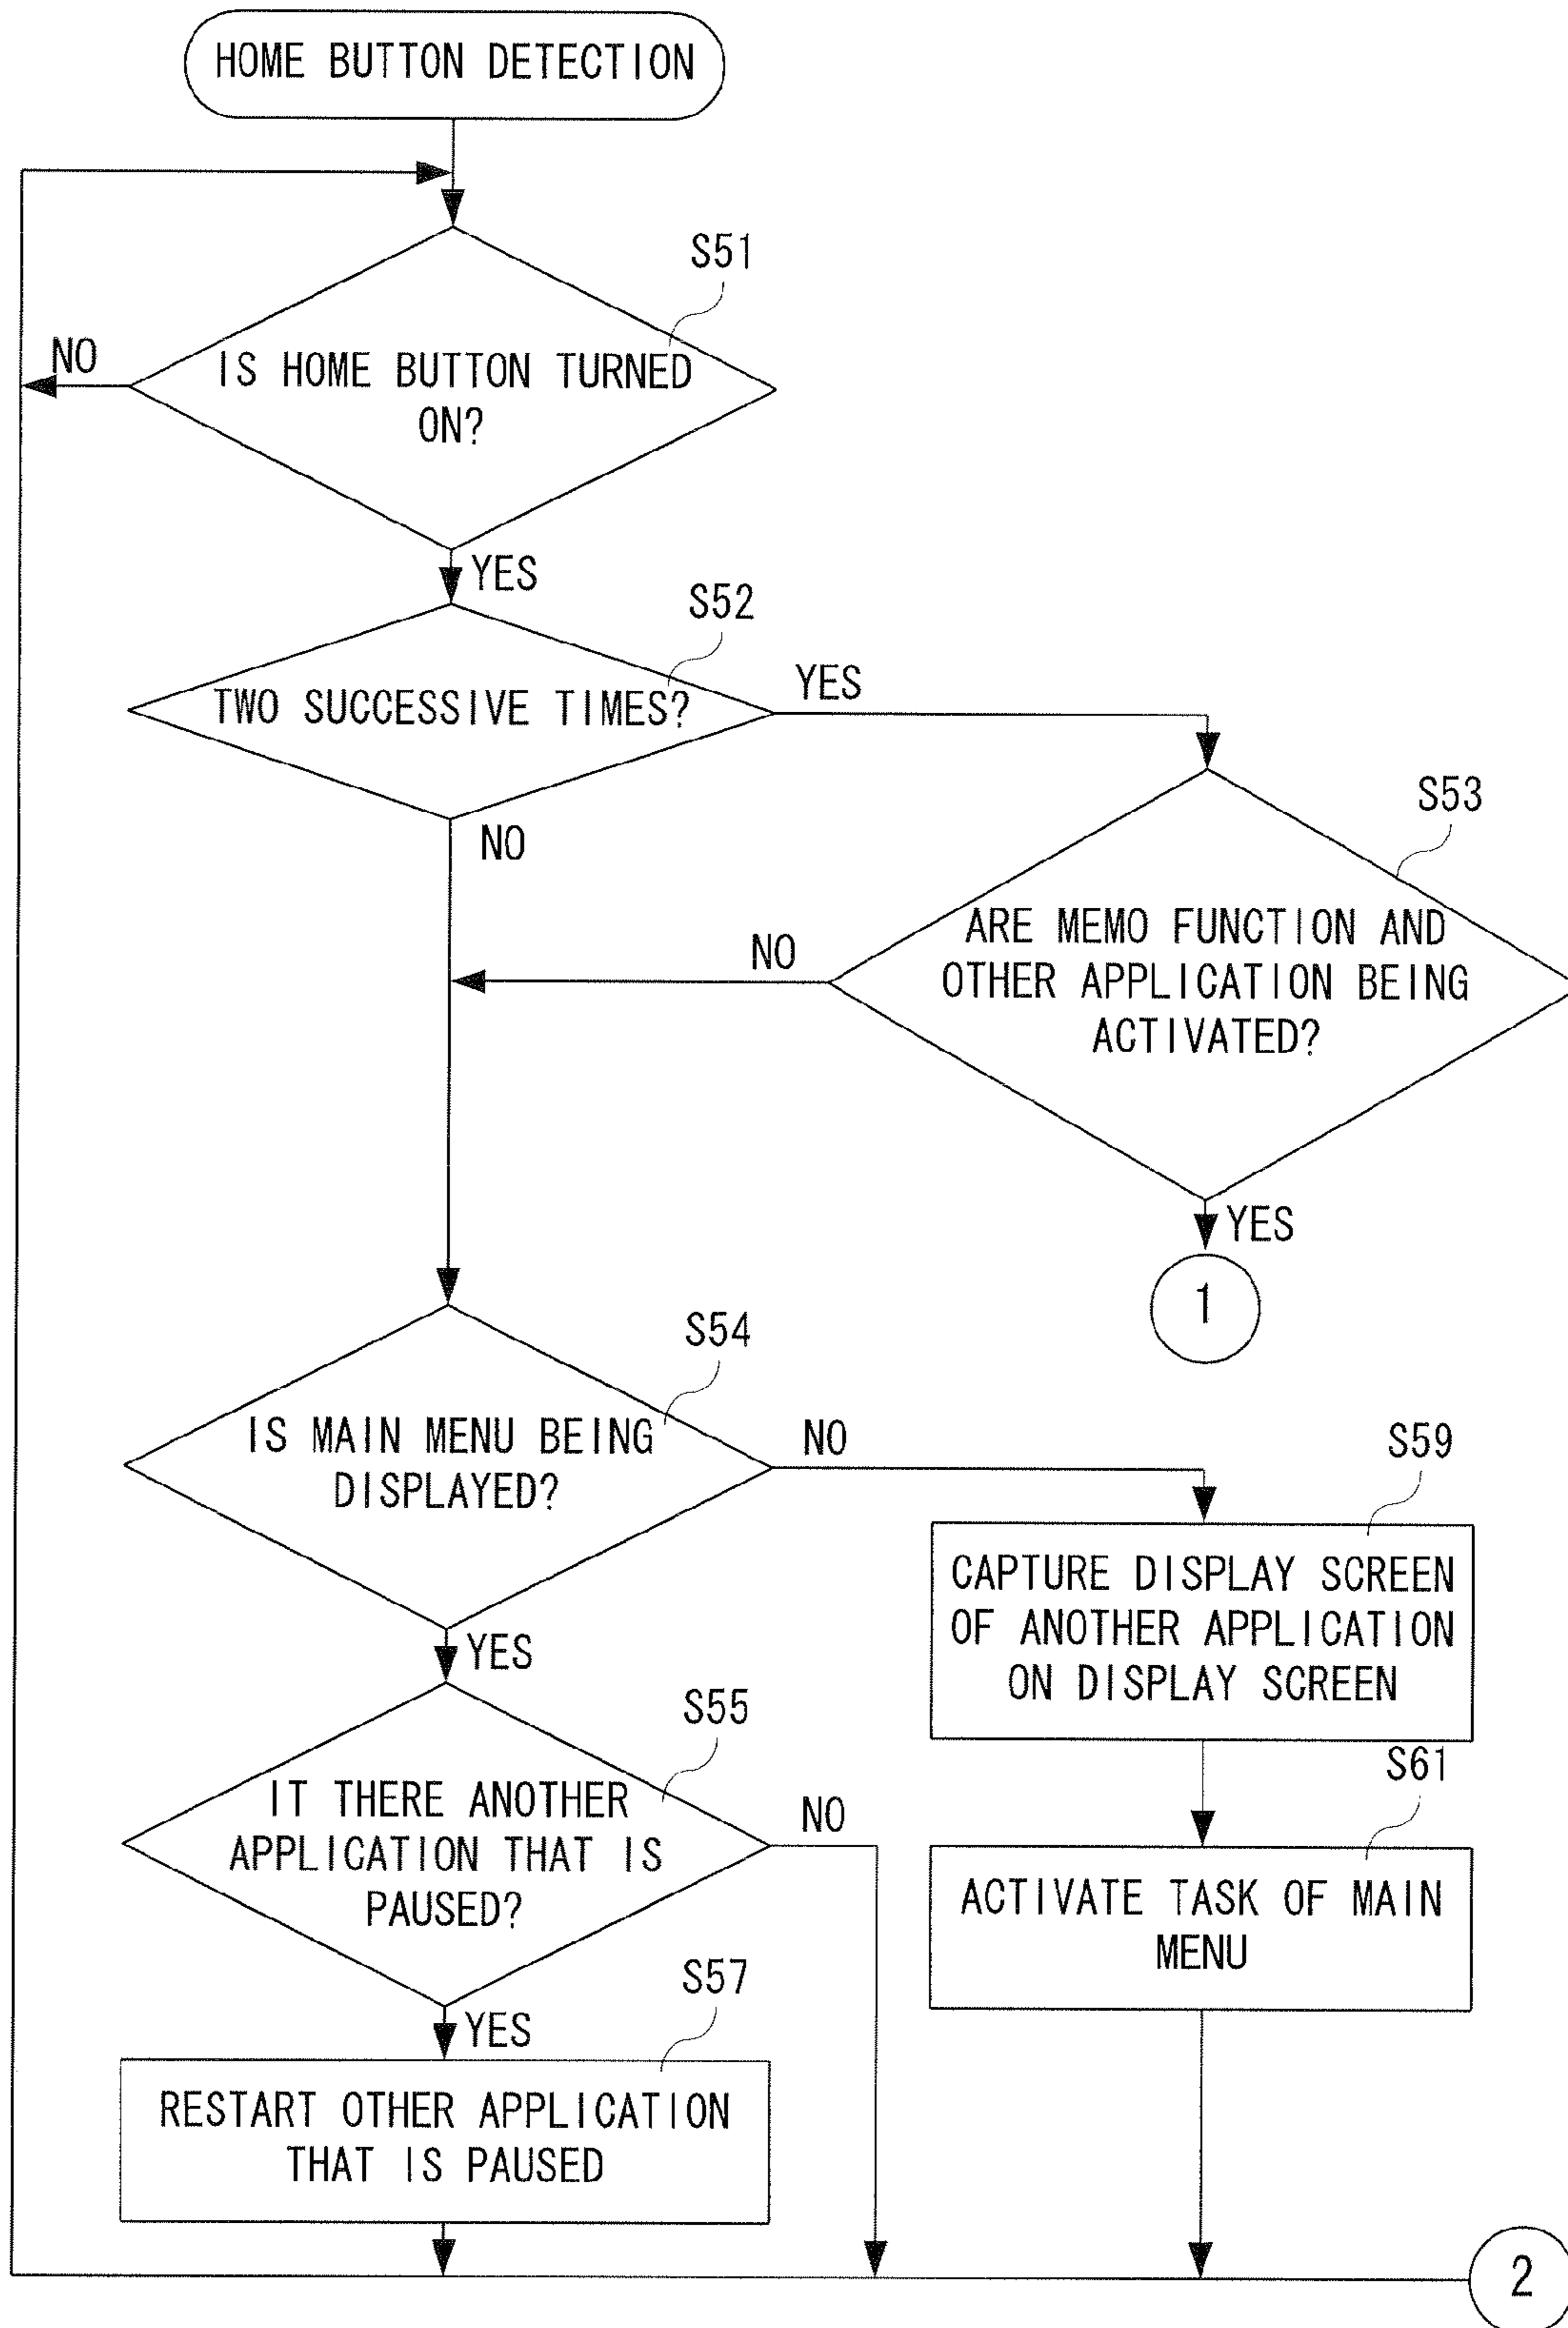 HOME BUTTON DETECTION
S51
NO
IS HOME BUTTON TURNED
ON?
YES
S52
TWO SUCCESSIVE TIMES?
YES
NO
S53
ARE MEMO FUNCTION AND
OTHER APPLICATION BEING
ACTIVATED?
NO
YES
1
S54
IS MAIN MENU BEING
DISPLAYED?
NO
YES
S59
CAPTURE DISPLAY SCREEN
OF ANOTHER APPLICATION
ON DISPLAY SCREEN
S55
IT THERE ANOTHER
APPLICATION THAT IS
PAUSED?
NO
YES
S61
ACTIVATE TASK OF MAIN
MENU
S57
RESTART OTHER APPLICATION
THAT IS PAUSED
2